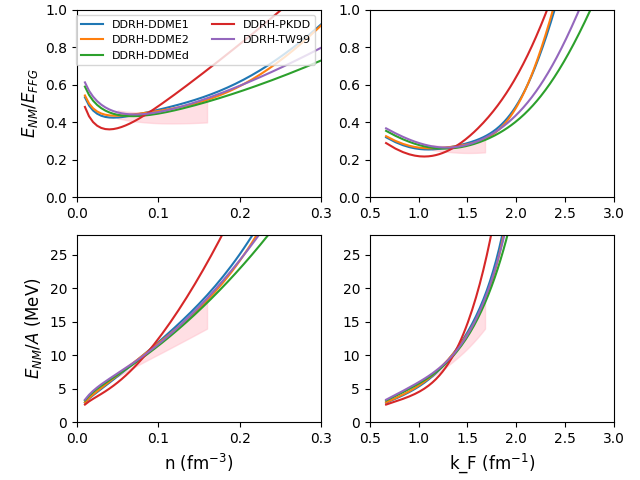 1.0
0.8
0.6
0.4
0.2
0.0
E_NM/E_FFG
DDRH-DDME1
DDRH-DDME2
DDRH-DDMEd
DDRH-PKDD
DDRH-TW99
0.0 0.1 0.2 0.3
1.0
0.8
0.6
0.4
0.2
0.0
0.5 1.0 1.5 2.0 2.5 3.0
25
20
15
10
5
0
E_NM/A (MeV)
0.0 0.1 0.2 0.3
n (fm⁻³)
25
20
15
10
5
0
0.5 1.0 1.5 2.0 2.5 3.0
k_F (fm⁻¹)